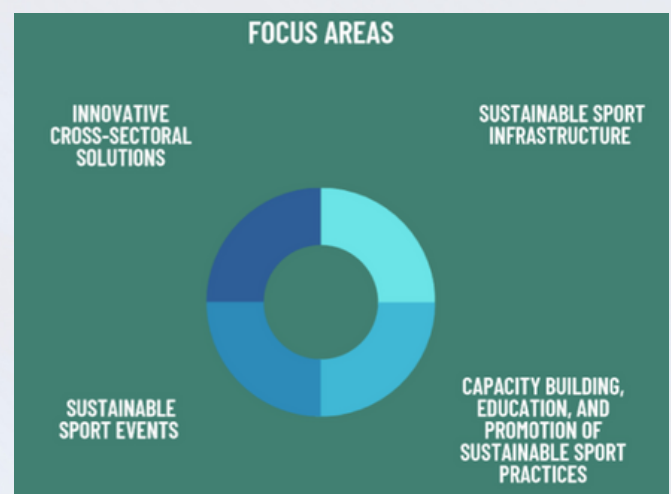 FOCUS AREAS
INNOVATIVE
CROSS-SECTORAL
SOLUTIONS
SUSTAINABLE SPORT
INFRASTRUCTURE
SUSTAINABLE
SPORT EVENTS
CAPACITY BUILDING,
EDUCATION, AND
PROMOTION OF
SUSTAINABLE SPORT
PRACTICES